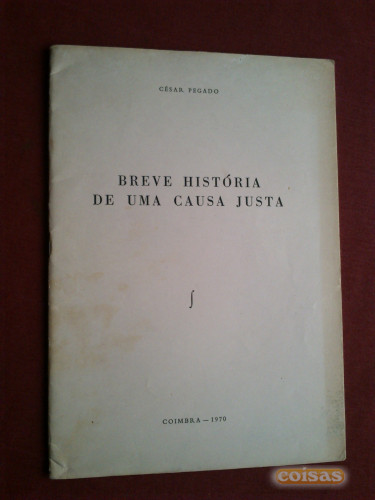 CÉSAR PEGADO
BREVE HISTÓRIA
DE UMA CAUSA JUSTA
∫
COIMBRA — 1970
coisas